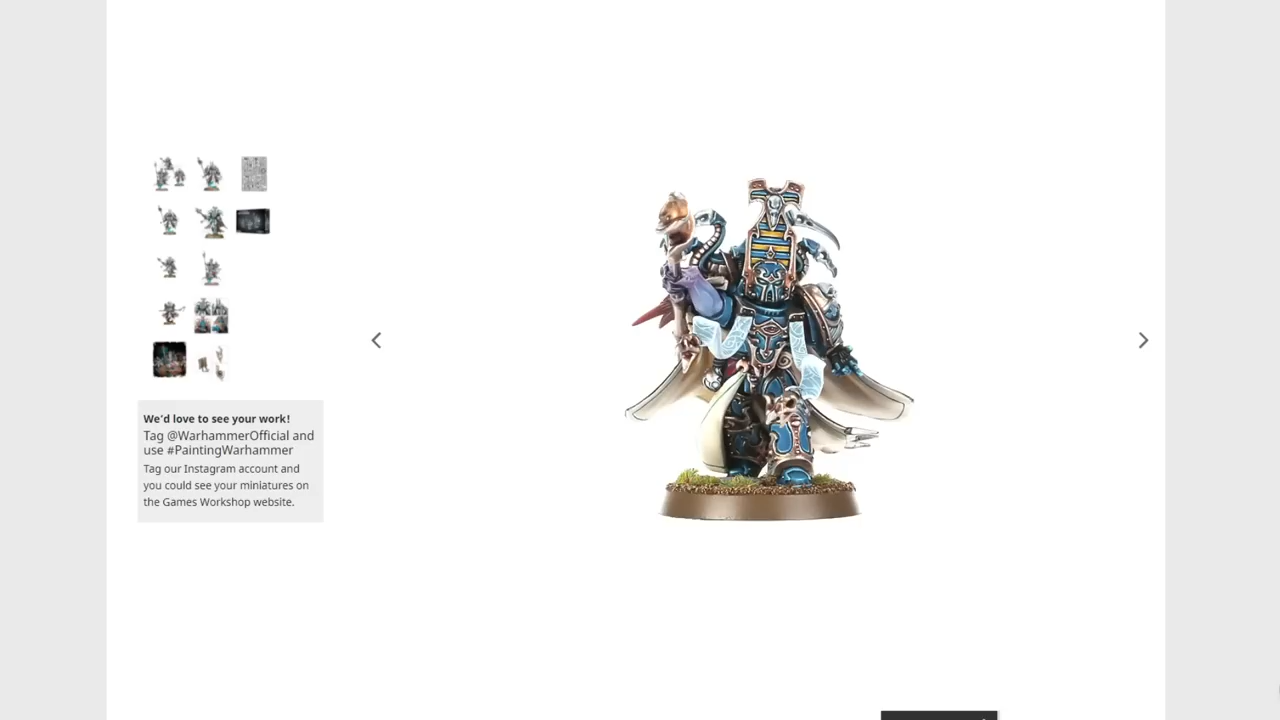 We'd love to see your work!
Tag @WarhammerOfficial and
use #PaintingWarhammer
Tag our Instagram account and
you could see your miniatures on
the Games Workshop website.